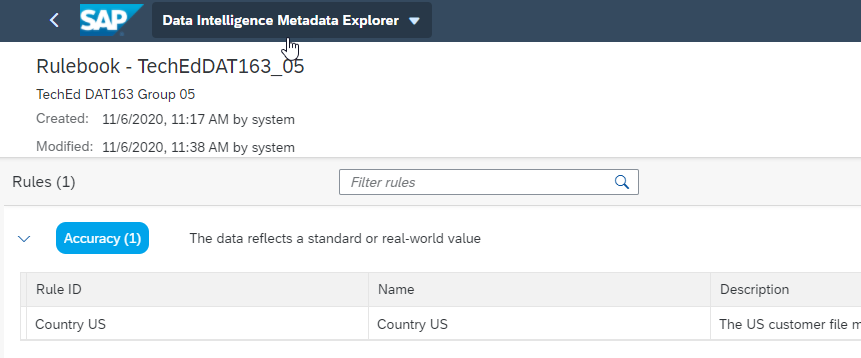 SAP Data Intelligence Metadata Explorer
Rulebook - TechEdDAT163_05
TechEd DAT163 Group 05
Created: 11/6/2020, 11:17 AM by system
Modified: 11/6/2020, 11:38 AM by system
Rules (1) Filter rules
Accuracy (1) The data reflects a standard or real-world value
Rule ID Name Description
Country US Country US The US customer file